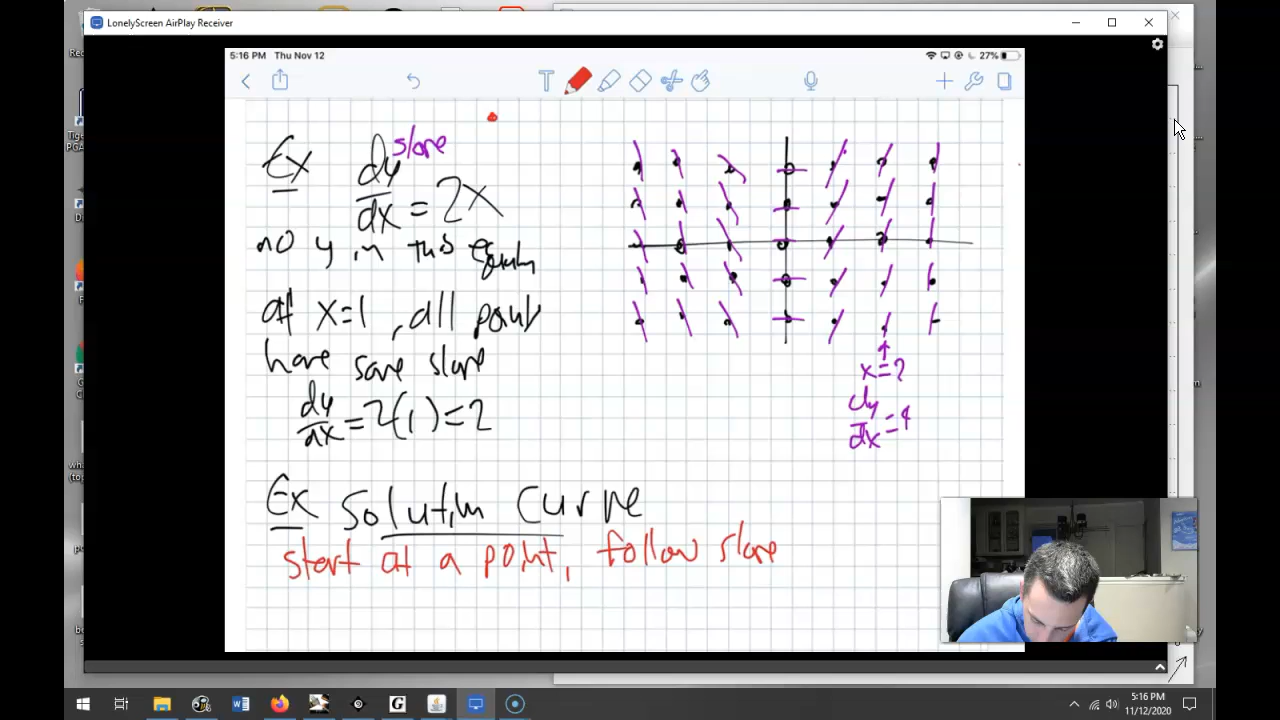 LonelyScreen AirPlay Receiver
5:16 PM Thu Nov 12
27%
Ex dy/dx = 2x
slope
no y in this equation
at x=1, all point
have same slope
dy/dx = 2(1) = 2
x=2
dy/dx = 4
Ex Solution Curve
start at a point, follow slope
5:16 PM
11/12/2020